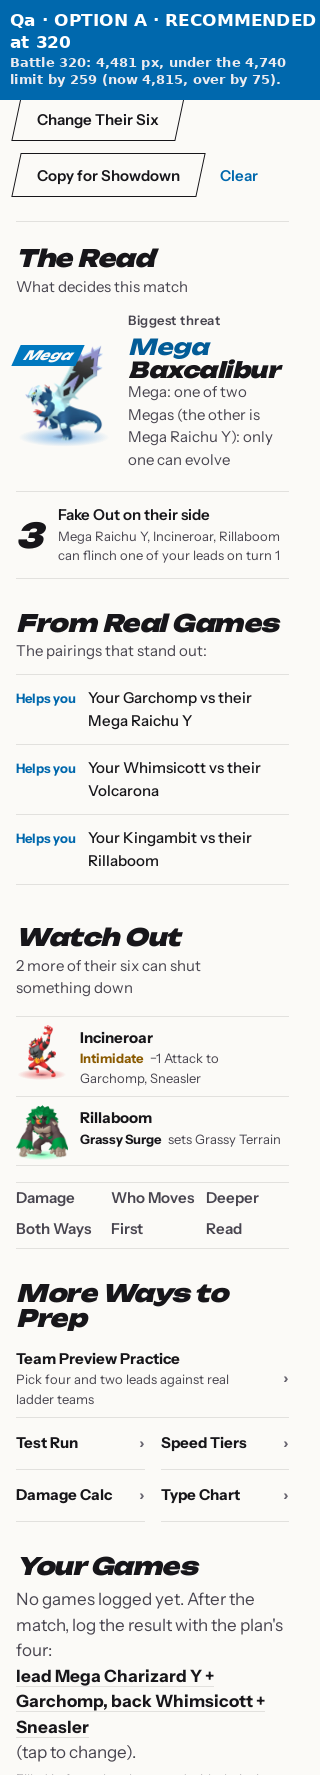 Qa · OPTION A · RECOMMENDED
at 320
Battle 320: 4,481 px, under the 4,740
limit by 259 (now 4,815, over by 75).
Change Their Six
Copy for Showdown
Clear
The Read
What decides this match
Biggest threat
Mega
Mega
Baxcalibur
Mega: one of two
Megas (the other is
Mega Raichu Y): only
one can evolve
3
Fake Out on their side
Mega Raichu Y, Incineroar, Rillaboom
can flinch one of your leads on turn 1
From Real Games
The pairings that stand out:
Helps you
Your Garchomp vs their
Mega Raichu Y
Helps you
Your Whimsicott vs their
Volcarona
Helps you
Your Kingambit vs their
Rillaboom
Watch Out
2 more of their six can shut
something down
Incineroar
Intimidate −1 Attack to
Garchomp, Sneasler
Rillaboom
Grassy Surge sets Grassy Terrain
Damage
Both Ways
Who Moves
First
Deeper
Read
More Ways to
Prep
Team Preview Practice
Pick four and two leads against real
ladder teams
›
Test Run ›
Speed Tiers ›
Damage Calc ›
Type Chart ›
Your Games
No games logged yet. After the
match, log the result with the plan's
four:
lead Mega Charizard Y +
Garchomp, back Whimsicott +
Sneasler
(tap to change).